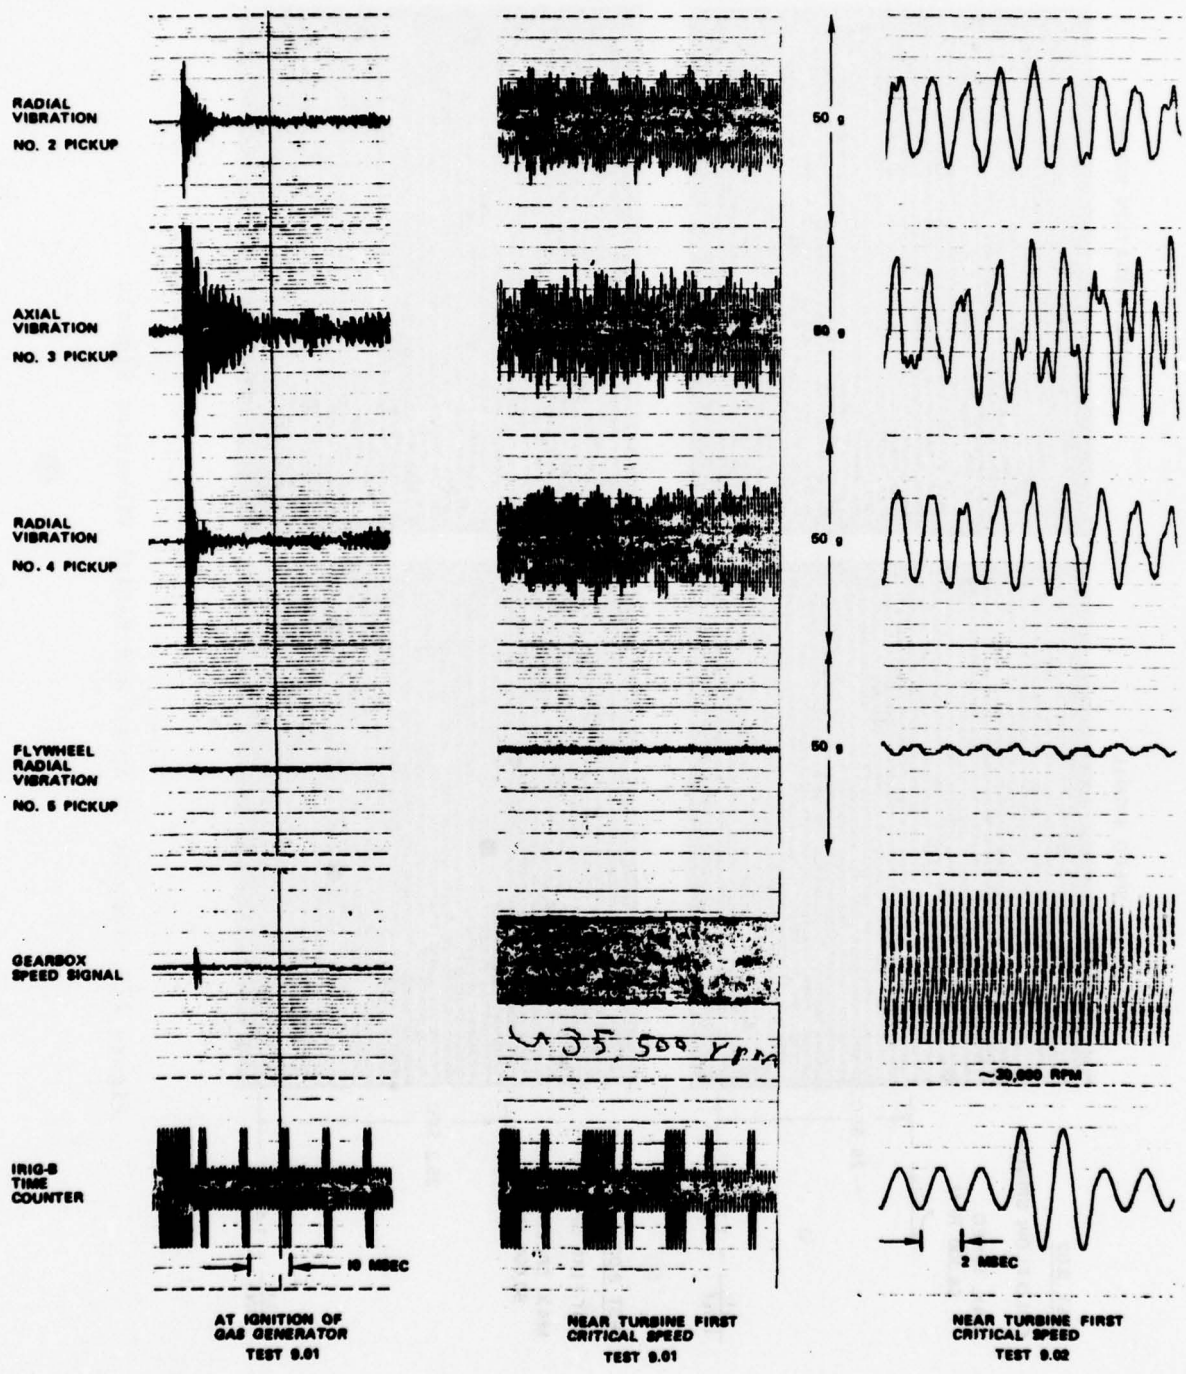 RADIAL
VIBRATION
NO. 2 PICKUP
50 g
AXIAL
VIBRATION
NO. 3 PICKUP
g
RADIAL
VIBRATION
NO. 4 PICKUP
50 g
FLYWHEEL
RADIAL
VIBRATION
NO. 5 PICKUP
50 g
GEARBOX
SPEED SIGNAL
35,500 rpm
RPM
IRIG-B
TIME
COUNTER
10 MSEC
2 MSEC
AT IGNITION OF
GAS GENERATOR
TEST 9.01
NEAR TURBINE FIRST
CRITICAL SPEED
TEST 9.01
NEAR TURBINE FIRST
CRITICAL SPEED
TEST 9.02